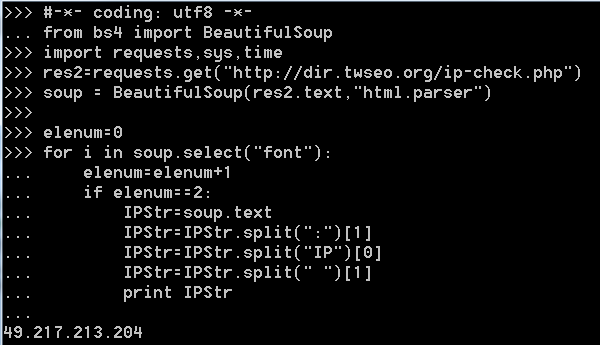 >>> #-*- coding: utf8 -*-
... from bs4 import BeautifulSoup
>>> import requests,sys,time
>>> res2=requests.get("http://dir.twseo.org/ip-check.php")
>>> soup = BeautifulSoup(res2.text,"html.parser")
>>>
>>> elenum=0
>>> for i in soup.select("font"):
...     elenum=elenum+1
...     if elenum==2:
...         IPStr=soup.text
...         IPStr=IPStr.split(":")[1]
...         IPStr=IPStr.split("IP")[0]
...         IPStr=IPStr.split(" ")[1]
...         print IPStr
...
49.217.213.204